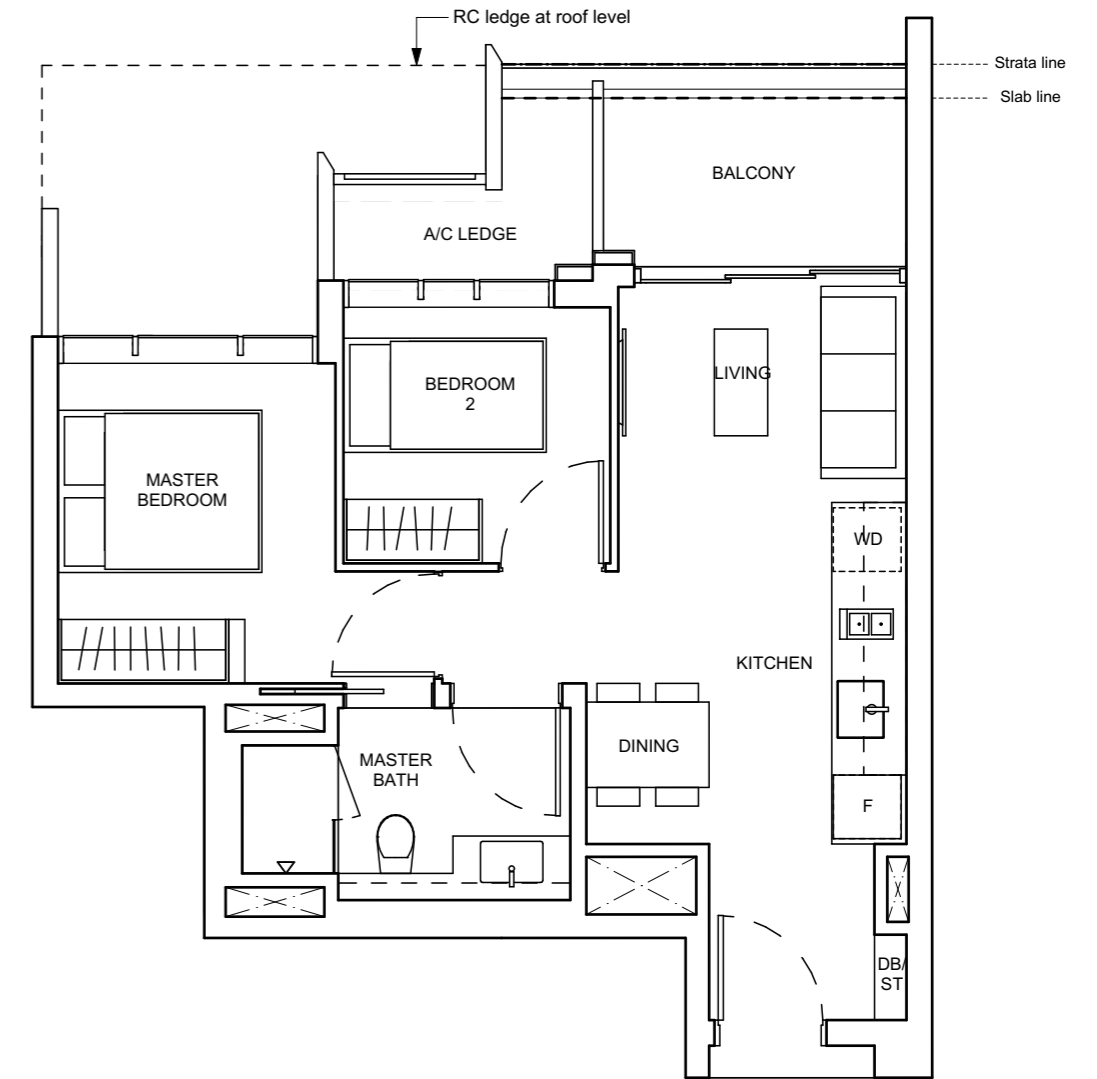 RC ledge at roof level
Strata line
Slab line
BALCONY
A/C LEDGE
LIVING
BEDROOM
2
MASTER
BEDROOM
WD
KITCHEN
DINING
MASTER
BATH
F
DB/
ST